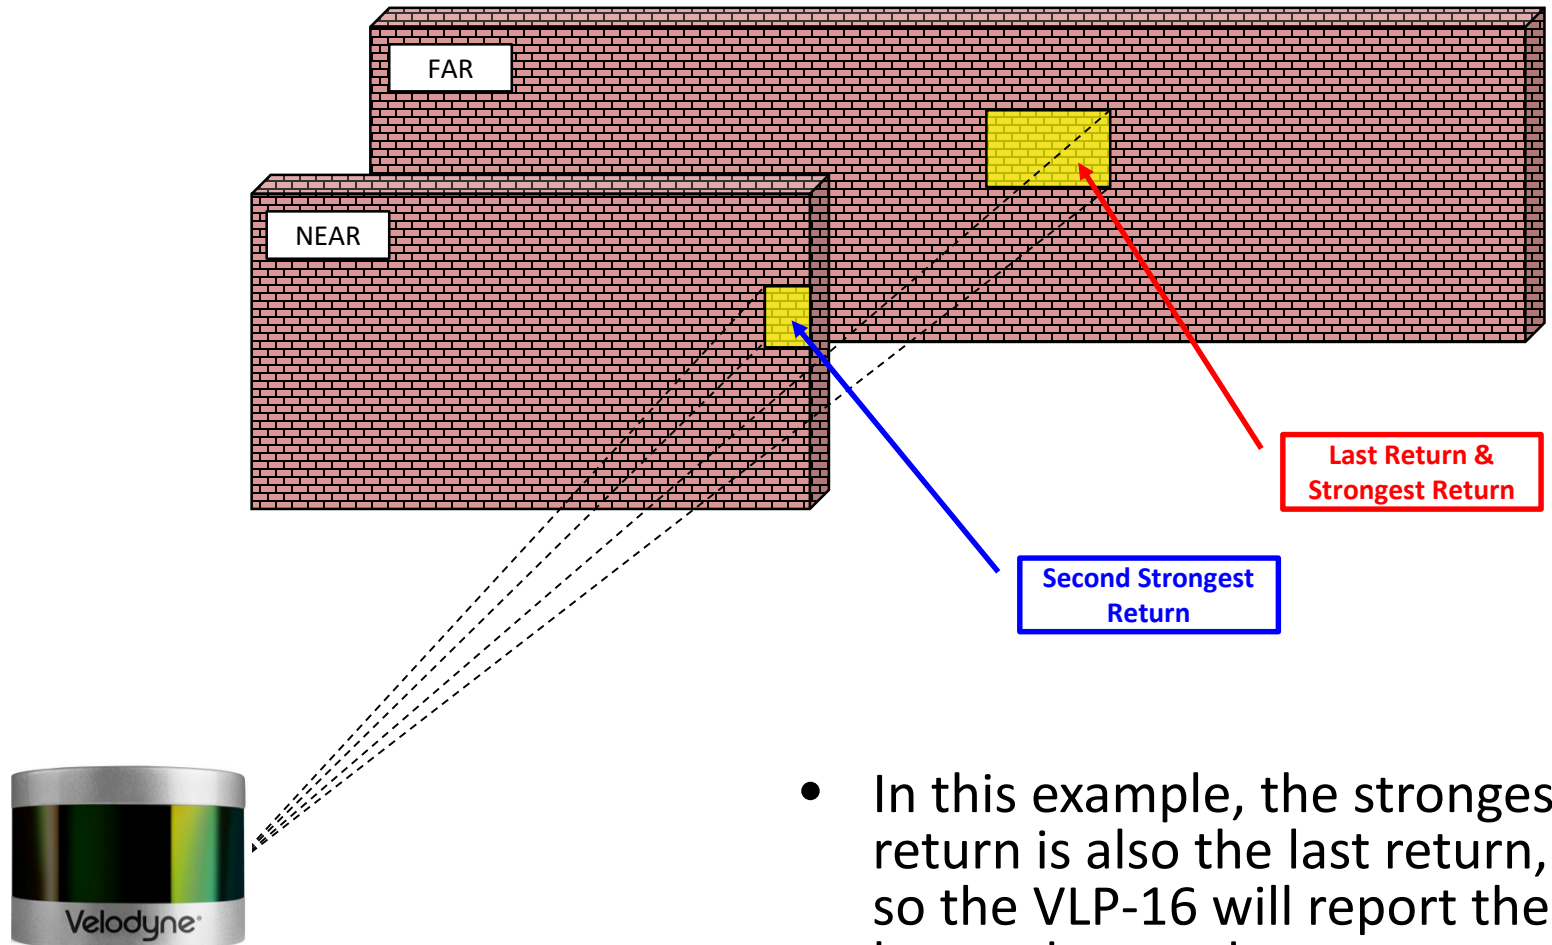 FAR
NEAR
Last Return &
Strongest Return
Second Strongest
Return
Velodyne®
• In this example, the stronges
return is also the last return,
so the VLP-16 will report the